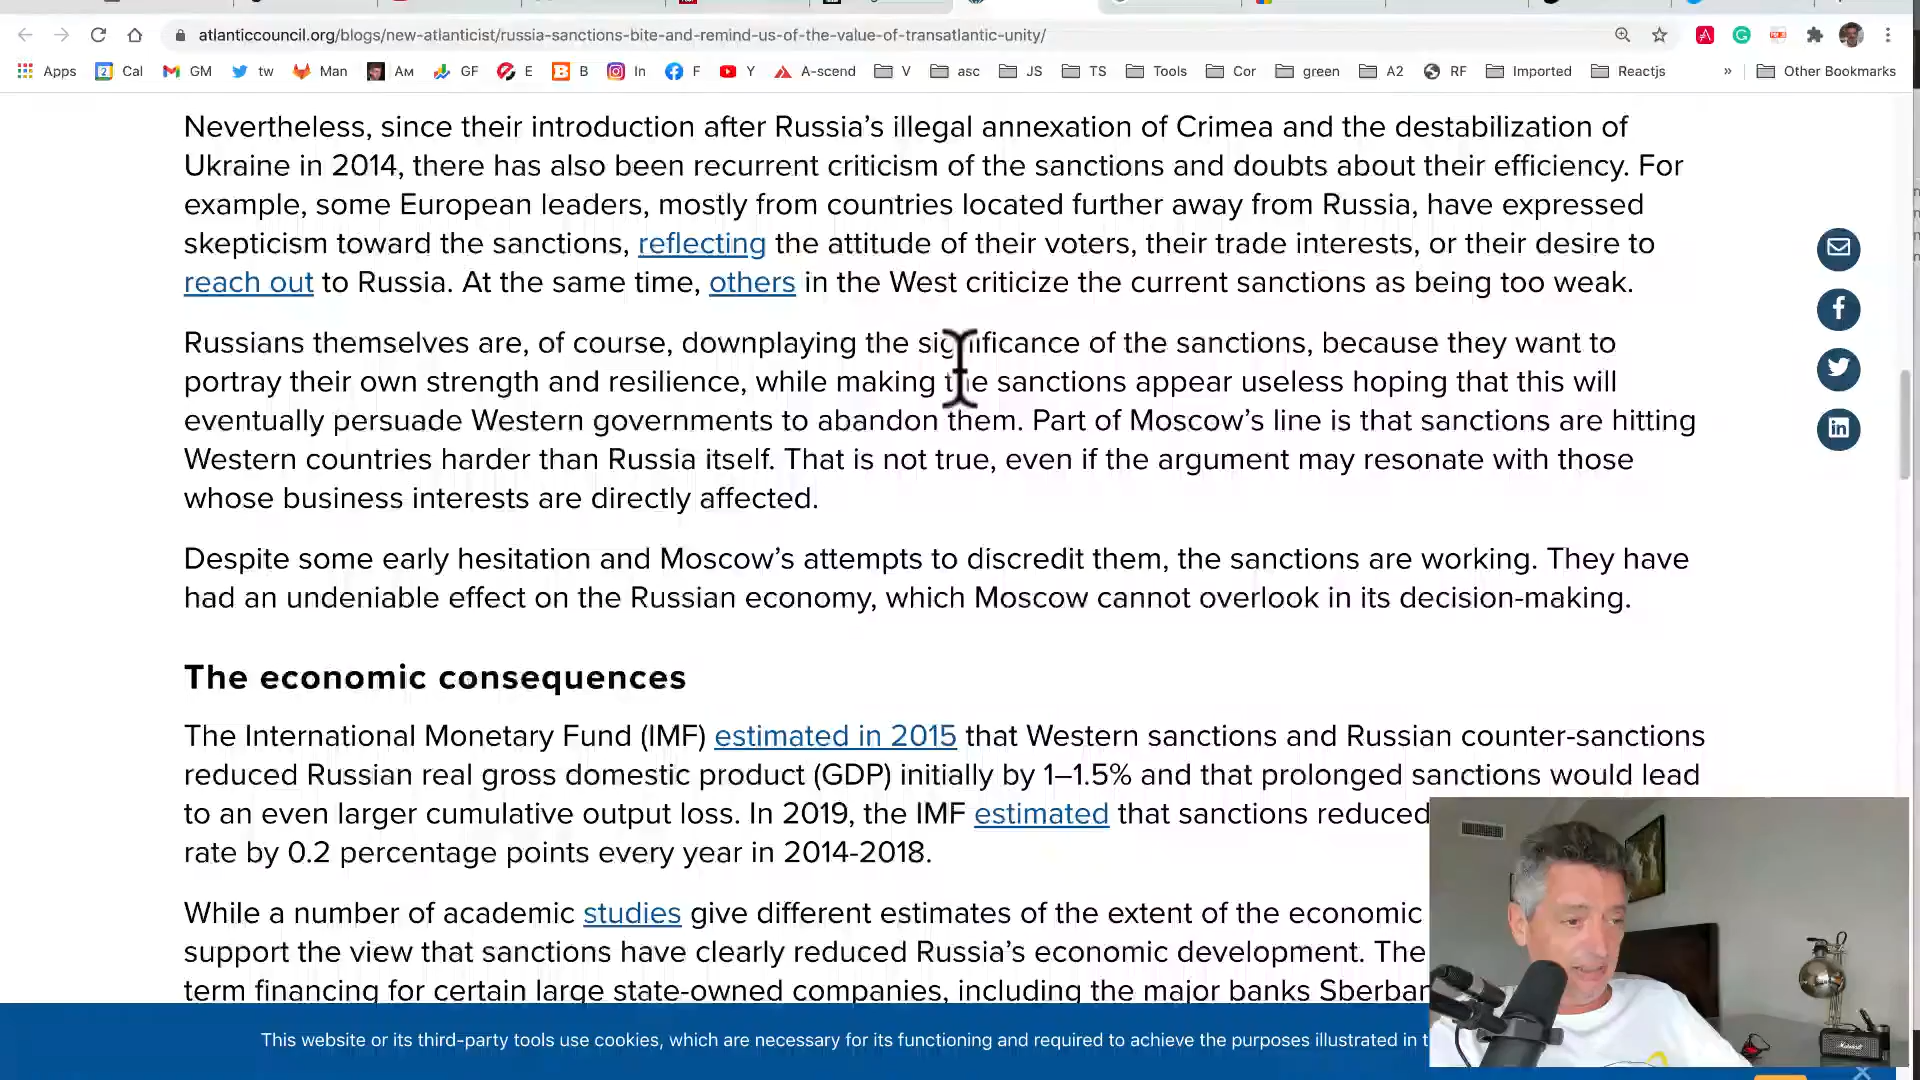 atlanticcouncil.org/blogs/new-atlanticist/russia-sanctions-bite-and-remind-us-of-the-value-of-transatlantic-unity/
Apps Cal GM tw Man Ам GF E B In F Y A-scend V asc JS TS Tools Cor green A2 RF Imported Reactjs » Other Bookmarks
Nevertheless, since their introduction after Russia’s illegal annexation of Crimea and the destabilization of
Ukraine in 2014, there has also been recurrent criticism of the sanctions and doubts about their efficiency. For
example, some European leaders, mostly from countries located further away from Russia, have expressed
skepticism toward the sanctions, reflecting the attitude of their voters, their trade interests, or their desire to
reach out to Russia. At the same time, others in the West criticize the current sanctions as being too weak.
Russians themselves are, of course, downplaying the significance of the sanctions, because they want to
portray their own strength and resilience, while making the sanctions appear useless hoping that this will
eventually persuade Western governments to abandon them. Part of Moscow’s line is that sanctions are hitting
Western countries harder than Russia itself. That is not true, even if the argument may resonate with those
whose business interests are directly affected.
Despite some early hesitation and Moscow’s attempts to discredit them, the sanctions are working. They have
had an undeniable effect on the Russian economy, which Moscow cannot overlook in its decision-making.
The economic consequences
The International Monetary Fund (IMF) estimated in 2015 that Western sanctions and Russian counter-sanctions
reduced Russian real gross domestic product (GDP) initially by 1–1.5% and that prolonged sanctions would lead
to an even larger cumulative output loss. In 2019, the IMF estimated that sanctions reduced
rate by 0.2 percentage points every year in 2014-2018.
While a number of academic studies give different estimates of the extent of the economic
support the view that sanctions have clearly reduced Russia’s economic development. The
term financing for certain large state-owned companies, including the major banks Sberban
This website or its third-party tools use cookies, which are necessary for its functioning and required to achieve the purposes illustrated in t
Marshall